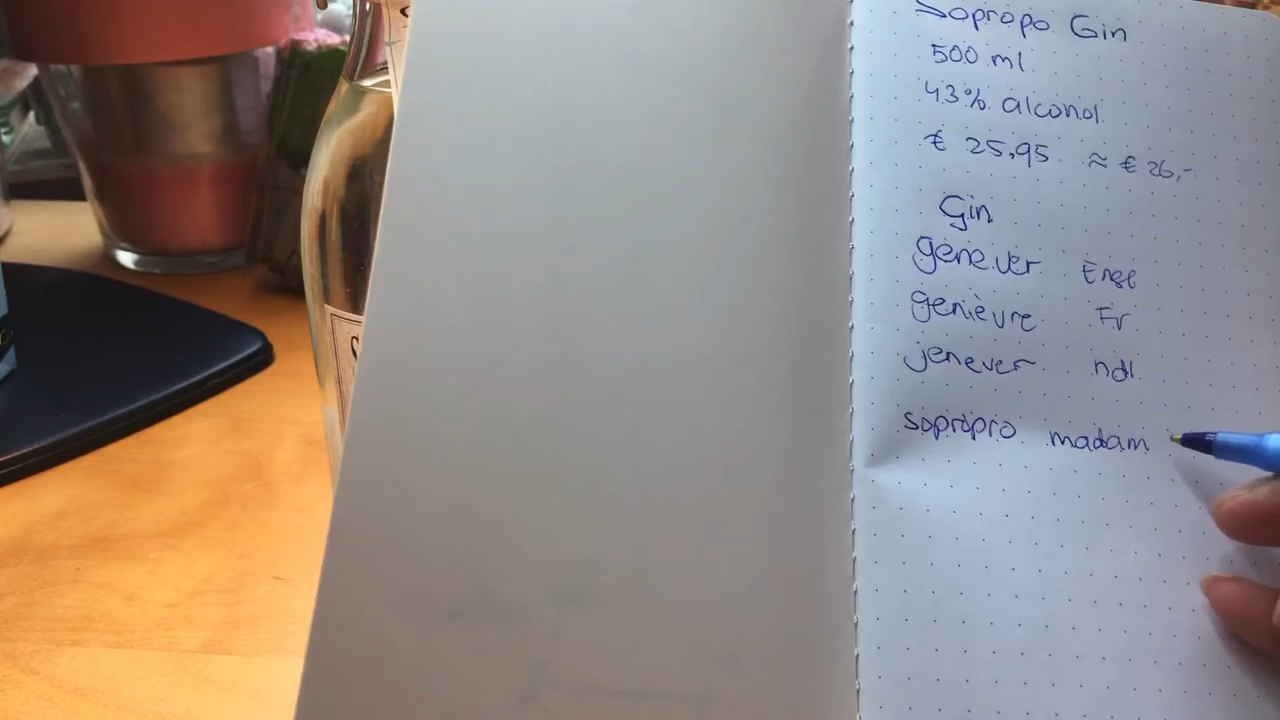 Sopropo Gin
500 ml
43% alcohol
€ 25,95 ≈ € 26,-
Gin
genever Engl
genièvre Fr
jenever ndl
sopropro madam
S